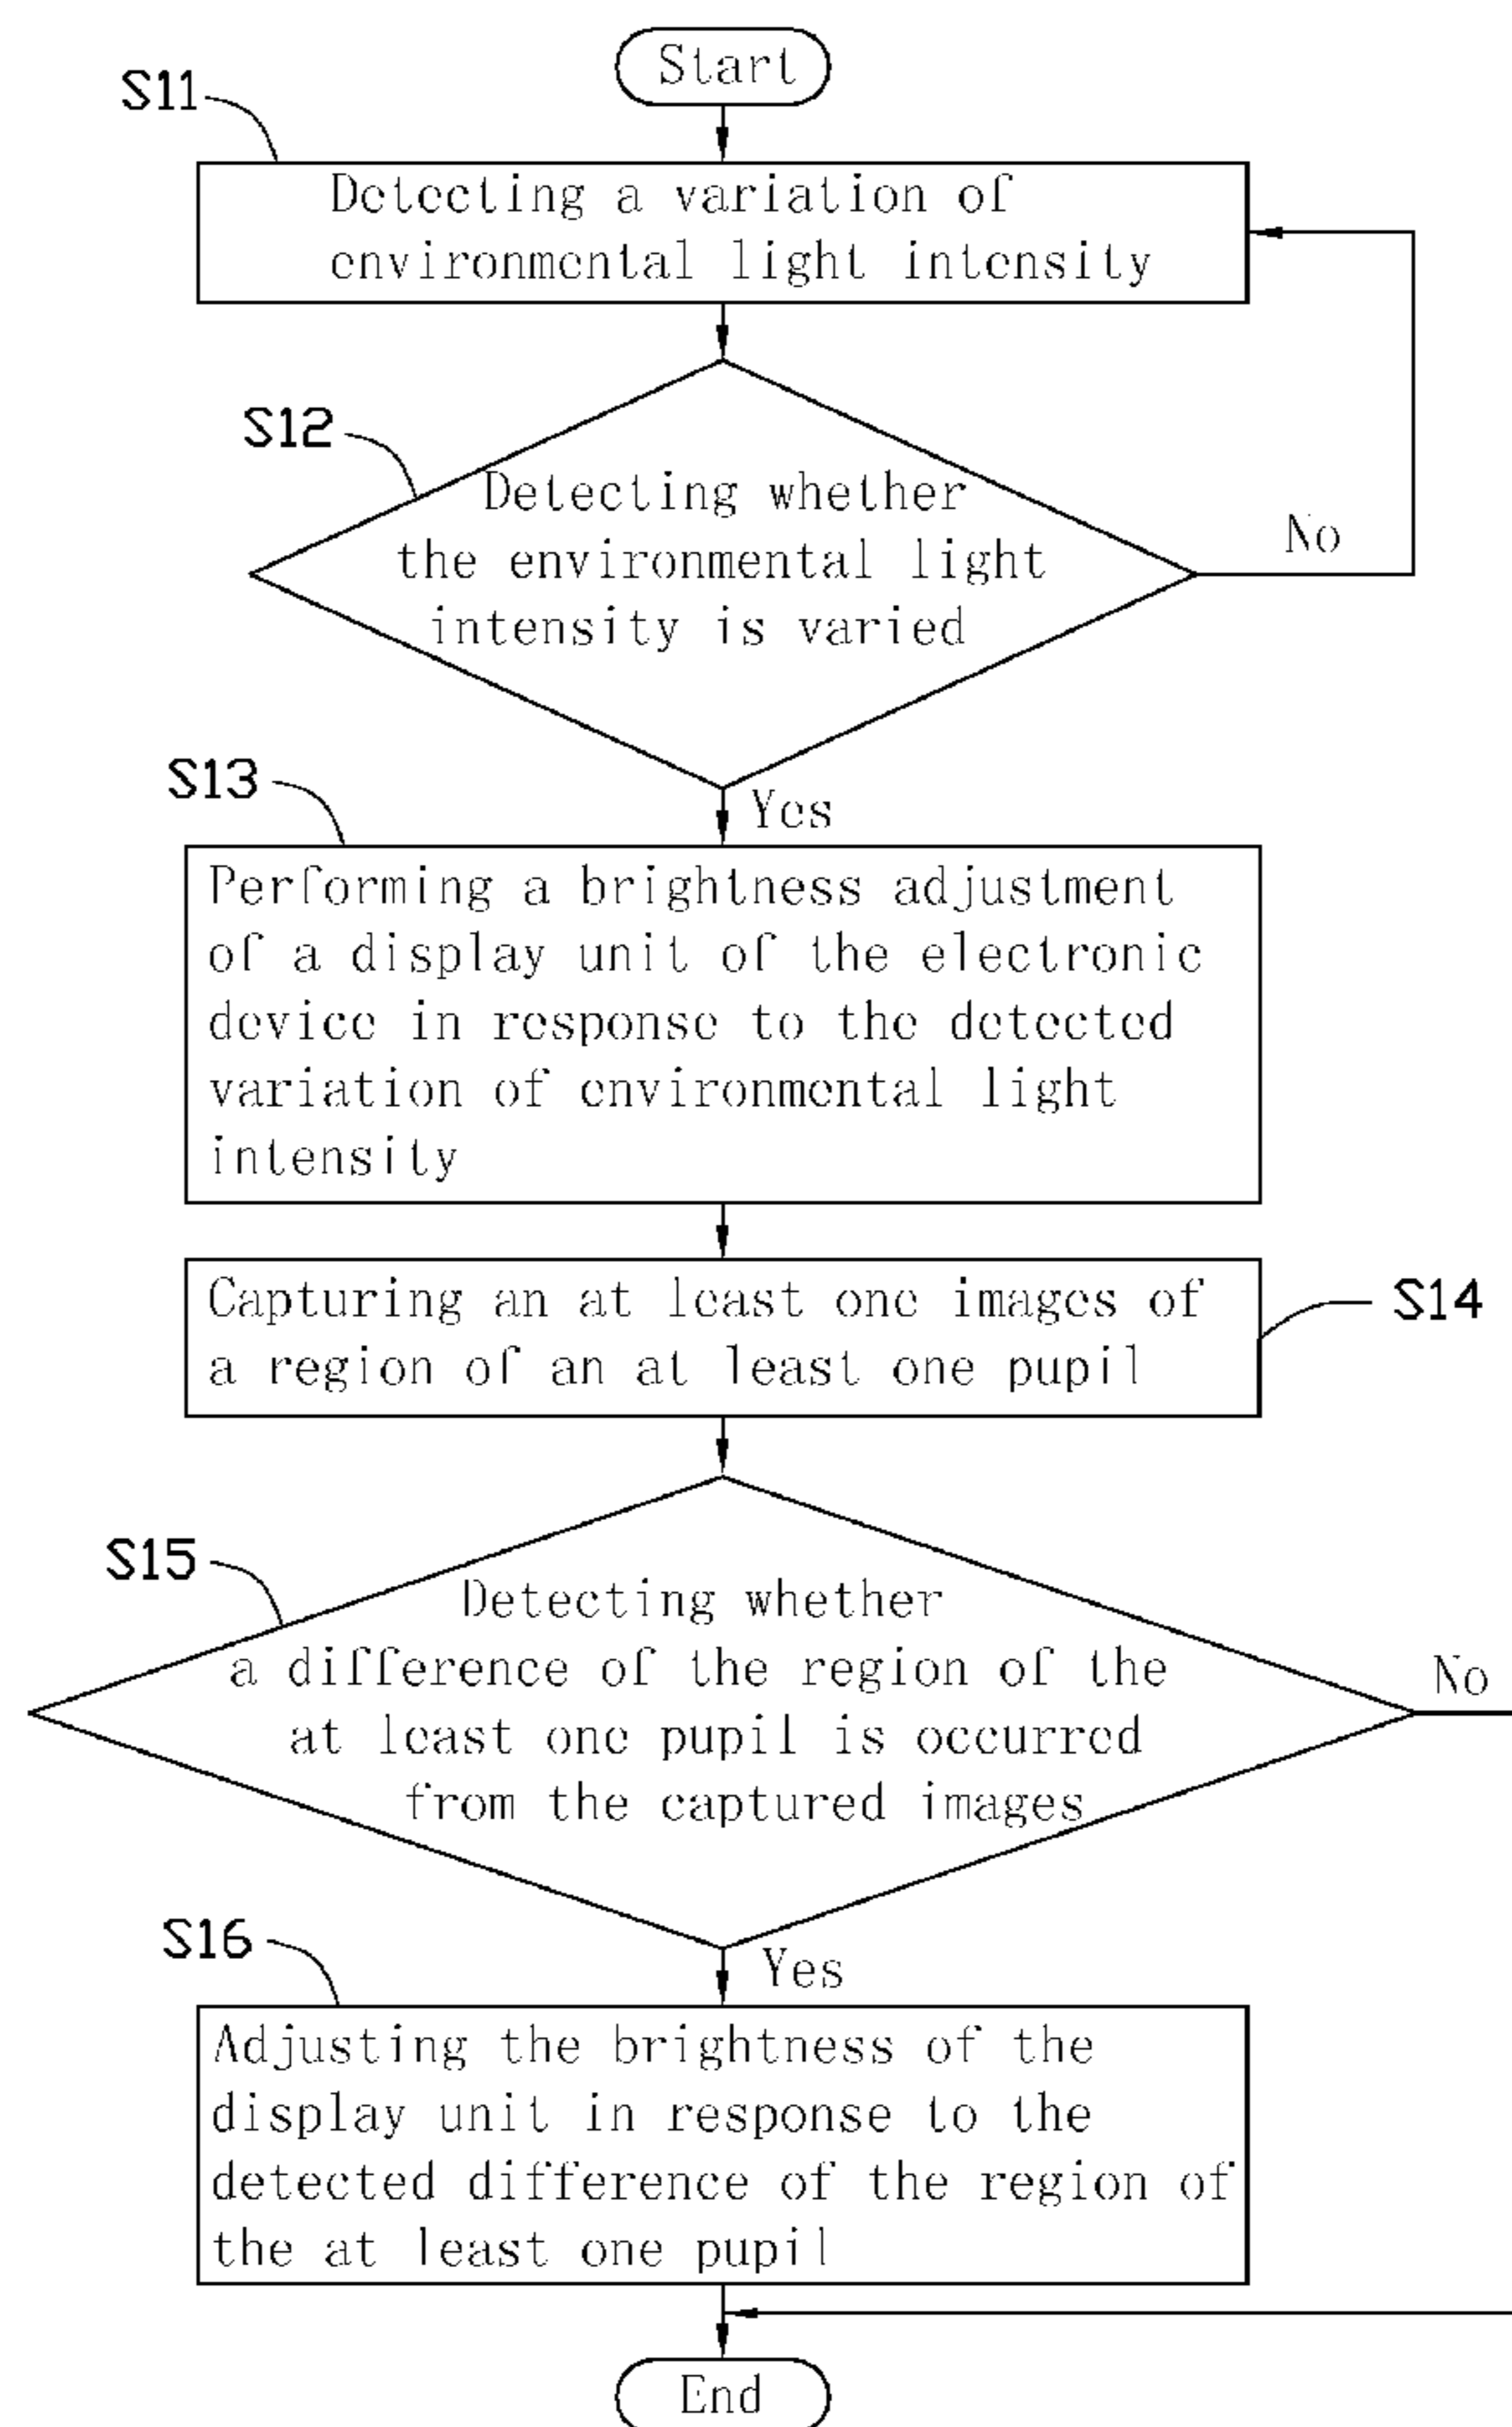 Start
S11
Detecting a variation of
environmental light intensity
S12
Detecting whether
the environmental light
intensity is varied
No
S13
Yes
Performing a brightness adjustment
of a display unit of the electronic
device in response to the detected
variation of environmental light
intensity
Capturing an at least one images of
a region of an at least one pupil
S14
S15
Detecting whether
a difference of the region of the
at least one pupil is occurred
from the captured images
No
S16
Yes
Adjusting the brightness of the
display unit in response to the
detected difference of the region of
the at least one pupil
End